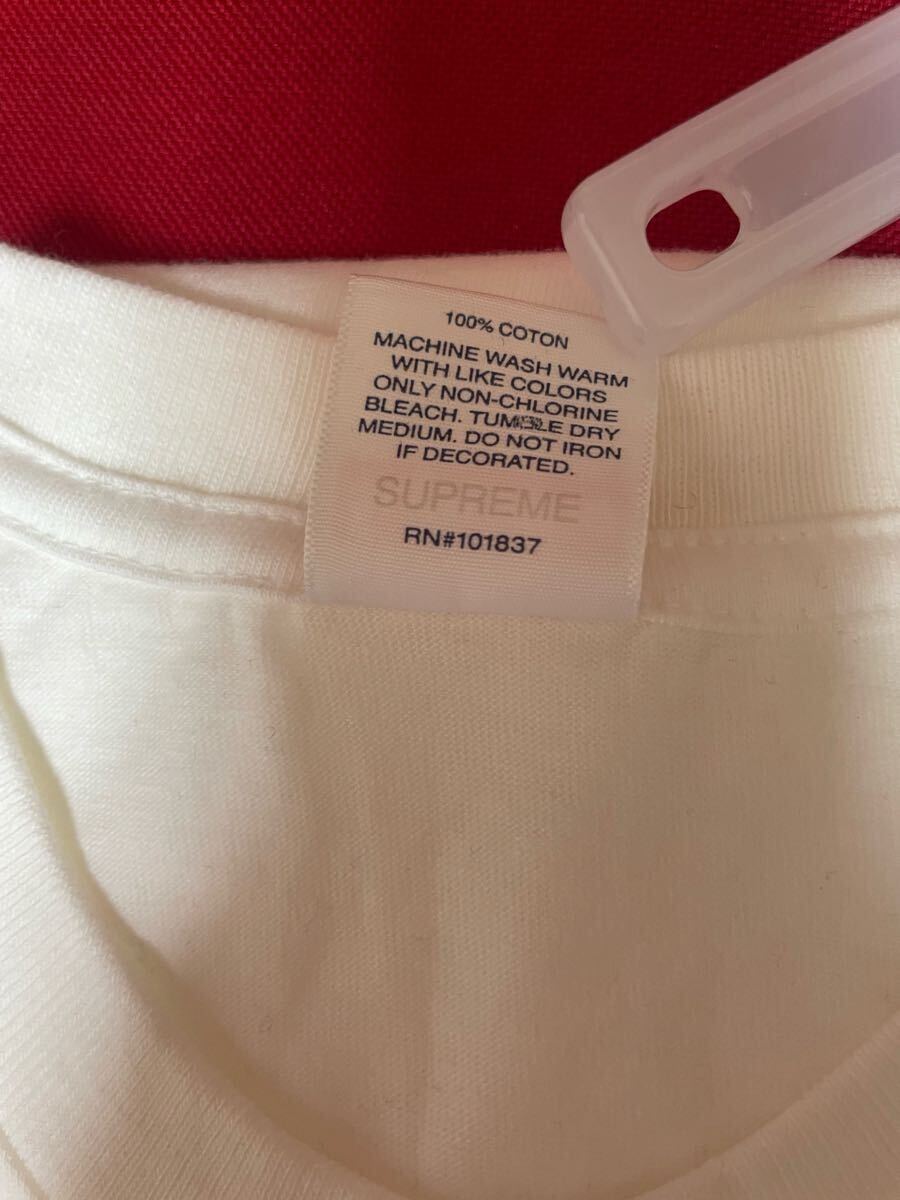 100% COTON
MACHINE WASH WARM
WITH LIKE COLORS
ONLY NON-CHLORINE
BLEACH. TUMBLE DRY
MEDIUM. DO NOT IRON
IF DECORATED.
SUPREME
RN#101837